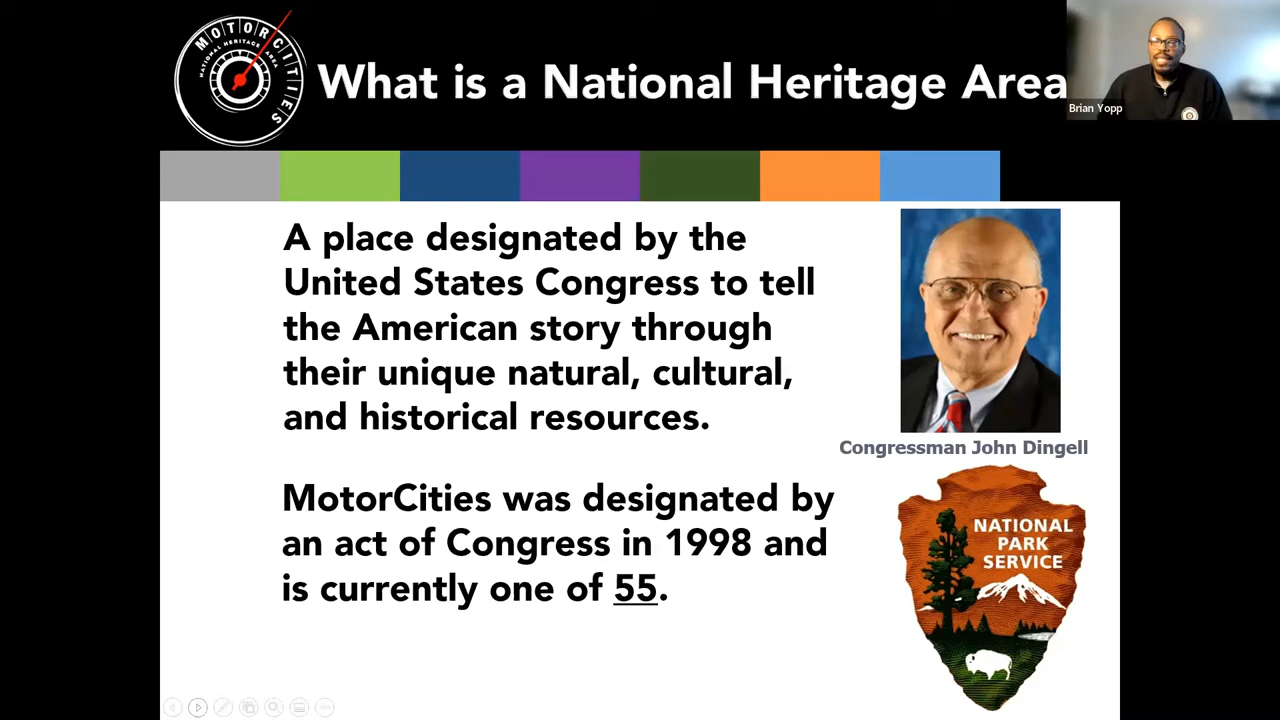 MOTORCITIES
NATIONAL HERITAGE AREA
What is a National Heritage Area
Brian Yopp
A place designated by the
United States Congress to tell
the American story through
their unique natural, cultural,
and historical resources.
Congressman John Dingell
MotorCities was designated by
an act of Congress in 1998 and
is currently one of 55.
NATIONAL
PARK
SERVICE